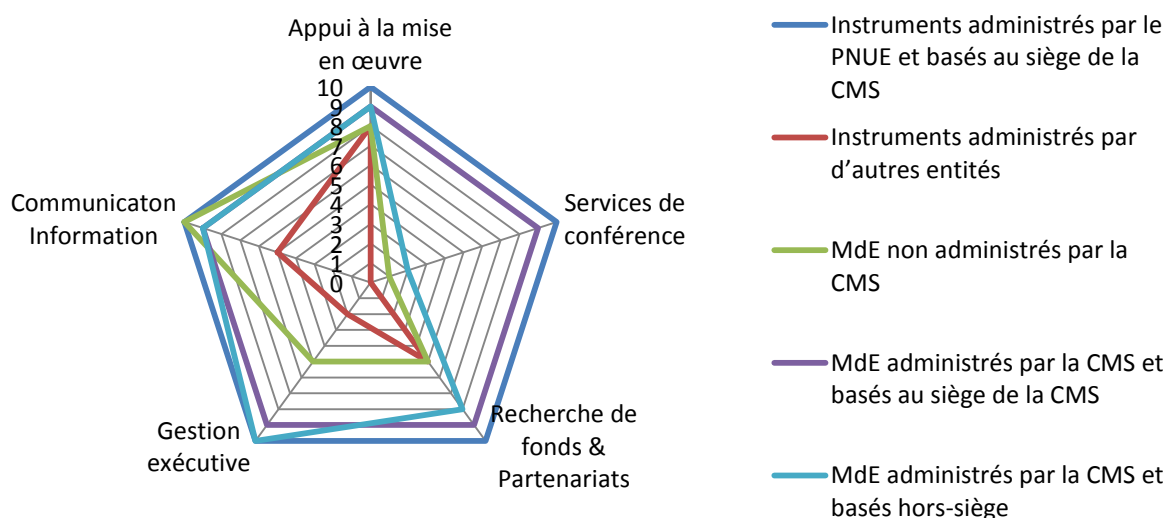 Appui à la mise
en œuvre
10
9
8
7
6
5
4
3
2
1
0
Services de
conférence
Recherche de
fonds &
Partenariats
Gestion
exécutive
Communicaton
Information
Instruments administrés par le
PNUE et basés au siège de la
CMS
Instruments administrés par
d'autres entités
MdE non administrés par la
CMS
MdE administrés par la CMS et
basés au siège de la CMS
MdE administrés par la CMS et
basés hors-siège